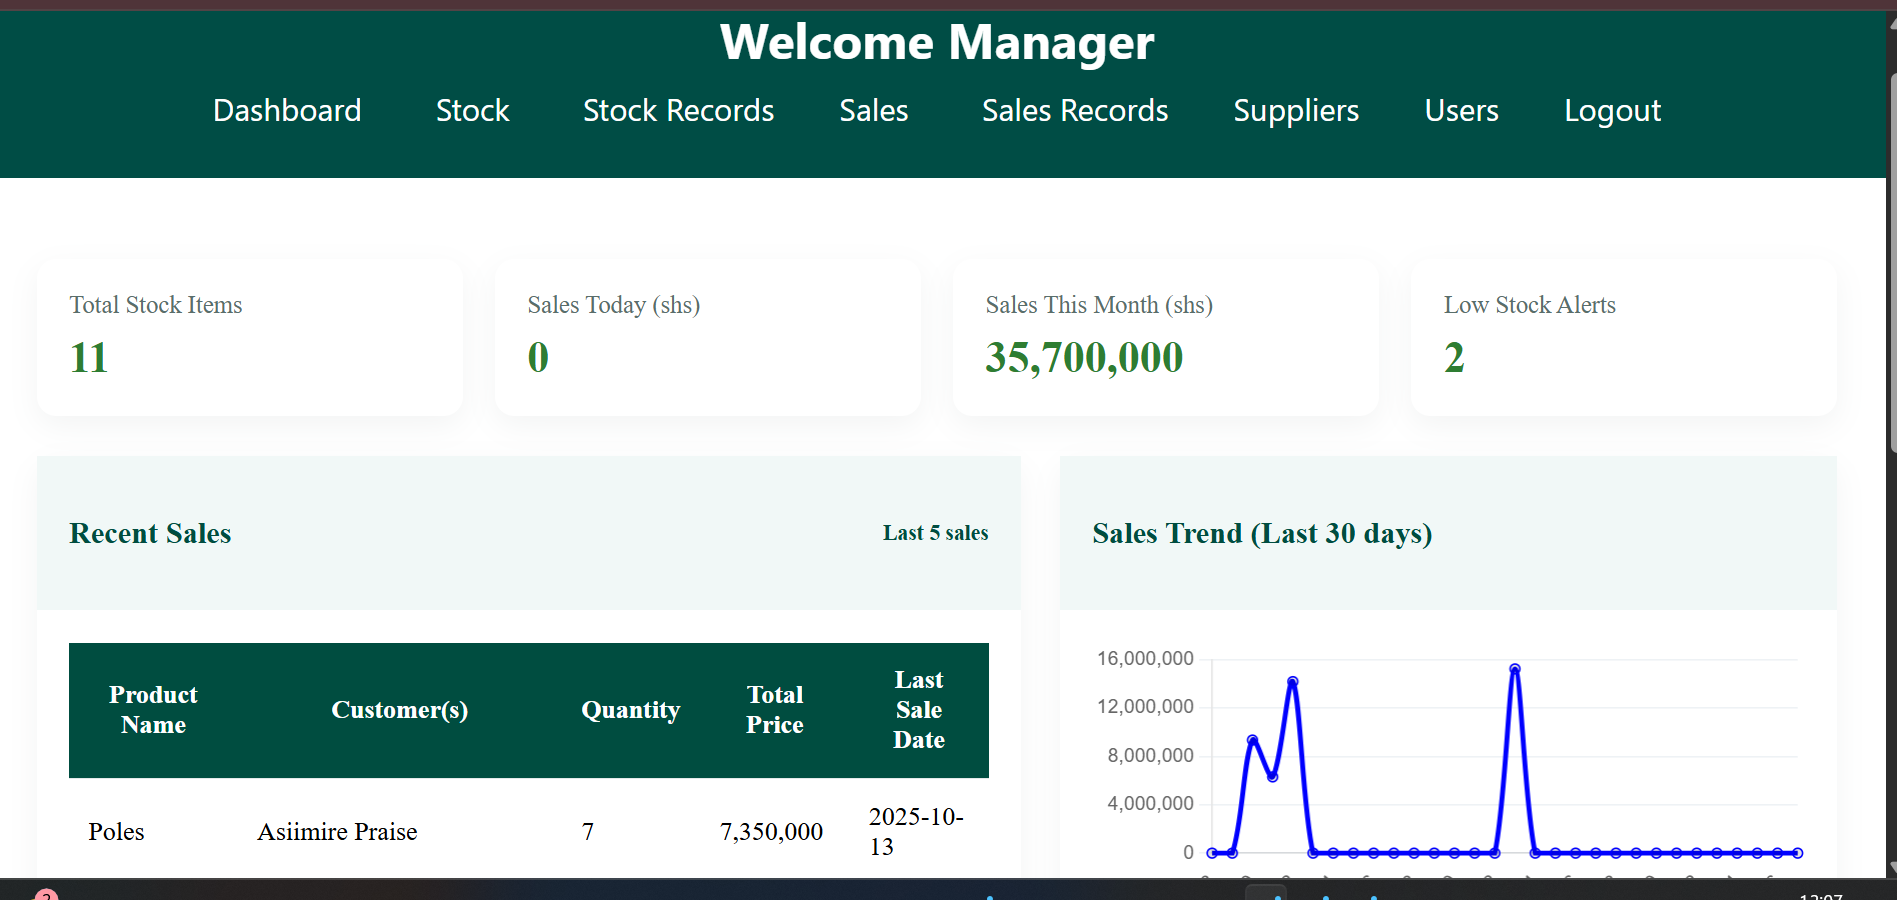 Welcome Manager
Dashboard Stock Stock Records Sales Sales Records Suppliers Users Logout
Total Stock Items
11
Sales Today (shs)
0
Sales This Month (shs)
35,700,000
Low Stock Alerts
2
Recent Sales
Last 5 sales
Product
Name
Customer(s)
Quantity
Total
Price
Last
Sale
Date
Poles
Asiimire Praise
7
7,350,000
2025-10-
13
Sales Trend (Last 30 days)
16,000,000
12,000,000
8,000,000
4,000,000
0